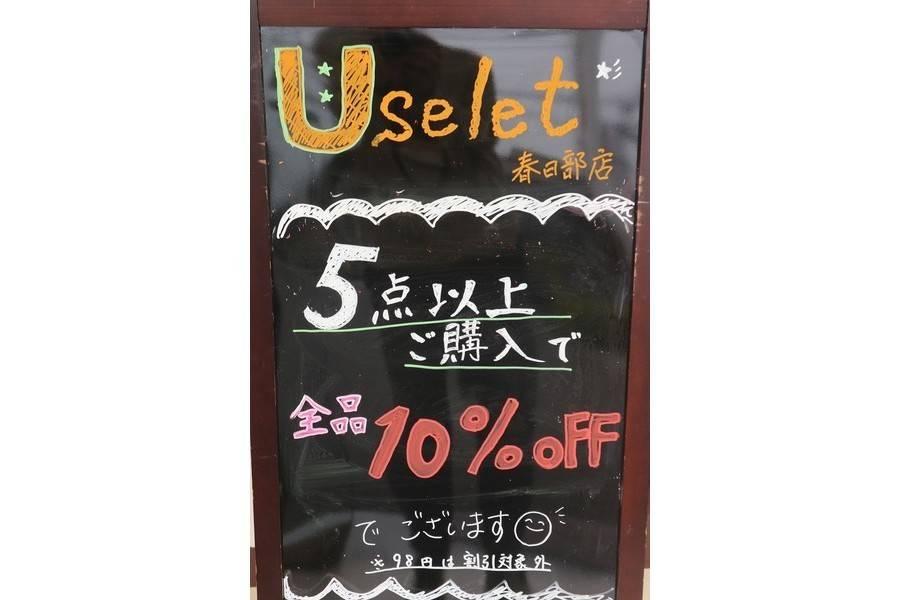 Uselet
春日部店
5点以上
ご購入で
全品10%OFF
でございます
※98円は割引対象外